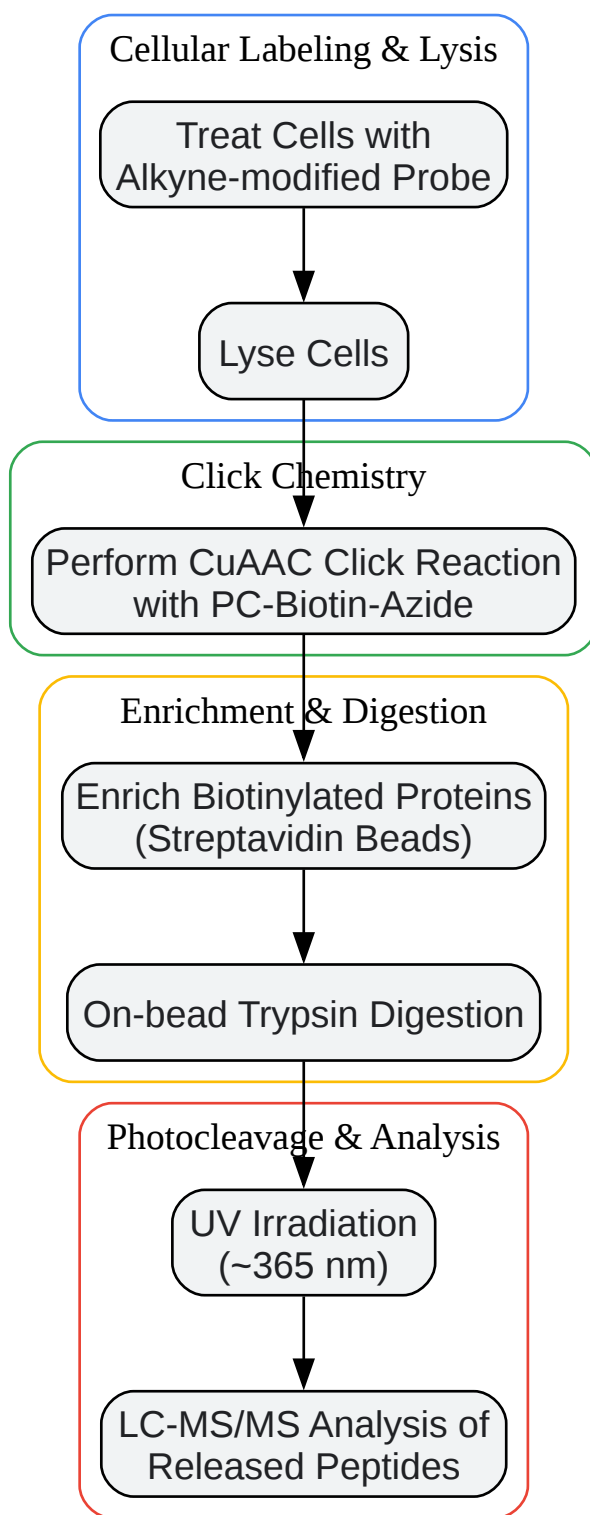 Cellular Labeling & Lysis
Treat Cells with
Alkyne-modified Probe
Lyse Cells
Click Chemistry
Perform CuAAC Click Reaction
with PC-Biotin-Azide
Enrichment & Digestion
Enrich Biotinylated Proteins
(Streptavidin Beads)
On-bead Trypsin Digestion
Photocleavage & Analysis
UV Irradiation
(~365 nm)
LC-MS/MS Analysis of
Released Peptides